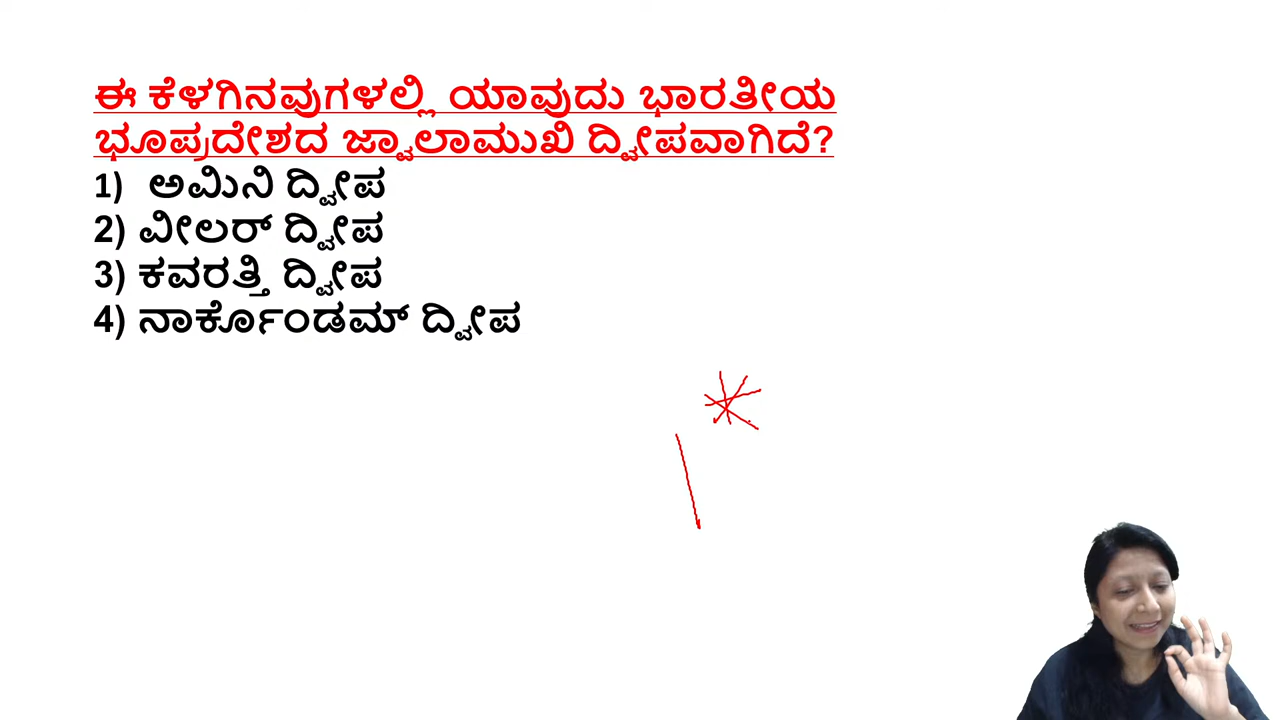 ಈ ಕೆಳಗಿನವುಗಳಲ್ಲಿ ಯಾವುದು ಭಾರತೀಯ
ಭೂಪ್ರದೇಶದ ಜ್ವಾಲಾಮುಖಿ ದ್ವೀಪವಾಗಿದೆ?
1) ಅಮಿನಿ ದ್ವೀಪ
2) ವೀಲರ್ ದ್ವೀಪ
3) ಕವರತ್ತಿ ದ್ವೀಪ
4) ನಾರ್ಕೊಂಡಮ್ ದ್ವೀಪ